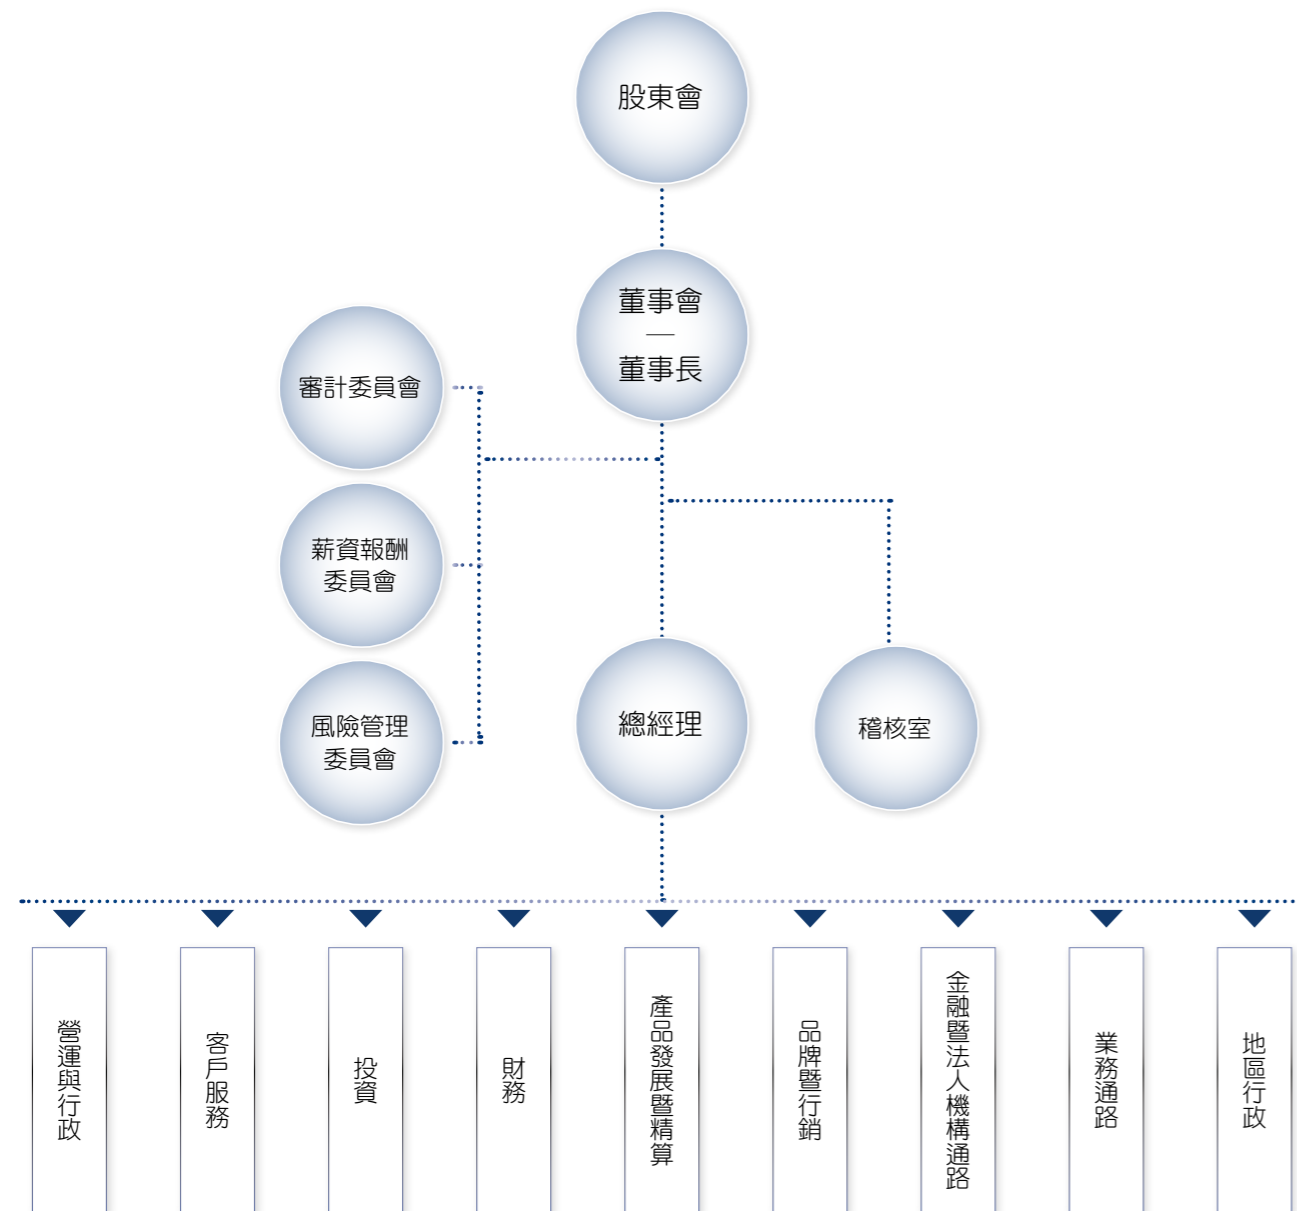 股東會
董事會
—
董事長
審計委員會
薪資報酬
委員會
風險管理
委員會
總經理
稽核室
營運與行政
客戶服務
投資
財務
產品發展暨精算
品牌暨行銷
金融暨法人機構通路
業務通路
地區行政